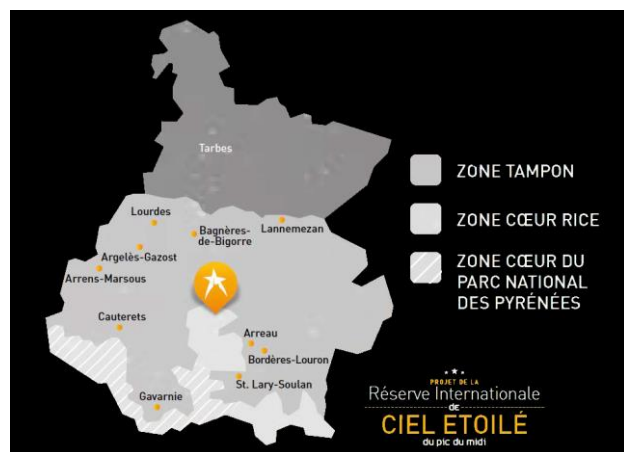 Tarbes
ZONE TAMPON
Lourdes
Bagnères-
de-Bigorre
Lannemezan
ZONE CŒUR RICE
Argelès-Gazost
Arrens-Marsous
ZONE CŒUR DU
PARC NATIONAL
DES PYRÉNÉES
Cauterets
Arreau
Bordères-Louron
St. Lary-Soulan
Gavarnie
PROJET DE LA
Réserve Internationale
DE
CIEL ETOILÉ
du pic du midi